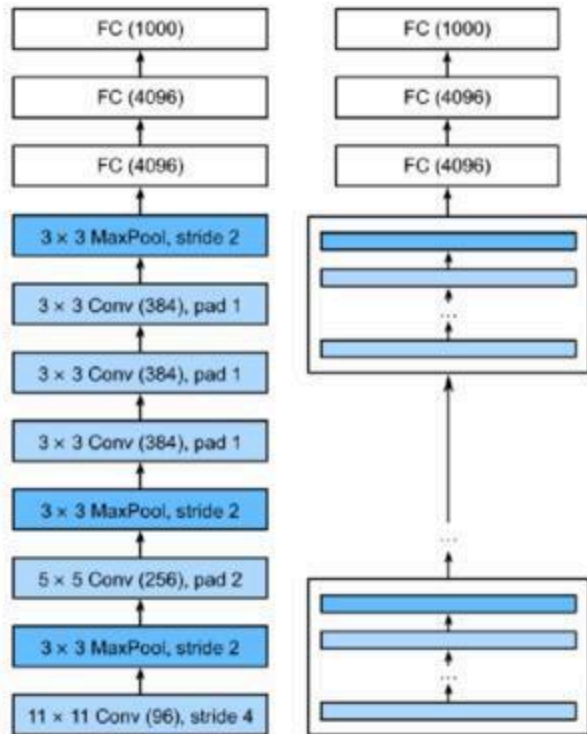 FC (1000)
FC (4096)
FC (4096)
3 × 3 MaxPool, stride 2
3 × 3 Conv (384), pad 1
3 × 3 Conv (384), pad 1
3 × 3 Conv (384), pad 1
3 × 3 MaxPool, stride 2
5 × 5 Conv (256), pad 2
3 × 3 MaxPool, stride 2
11 × 11 Conv (96), stride 4
FC (1000)
FC (4096)
FC (4096)
...
...
...